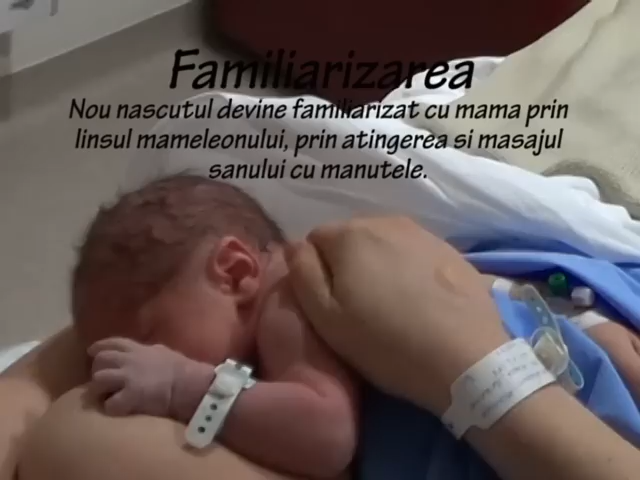 Familiarizarea
Nou nascutul devine familiarizat cu mama prin
linsul mameleonului, prin atingerea si masajul
sanului cu manutele.